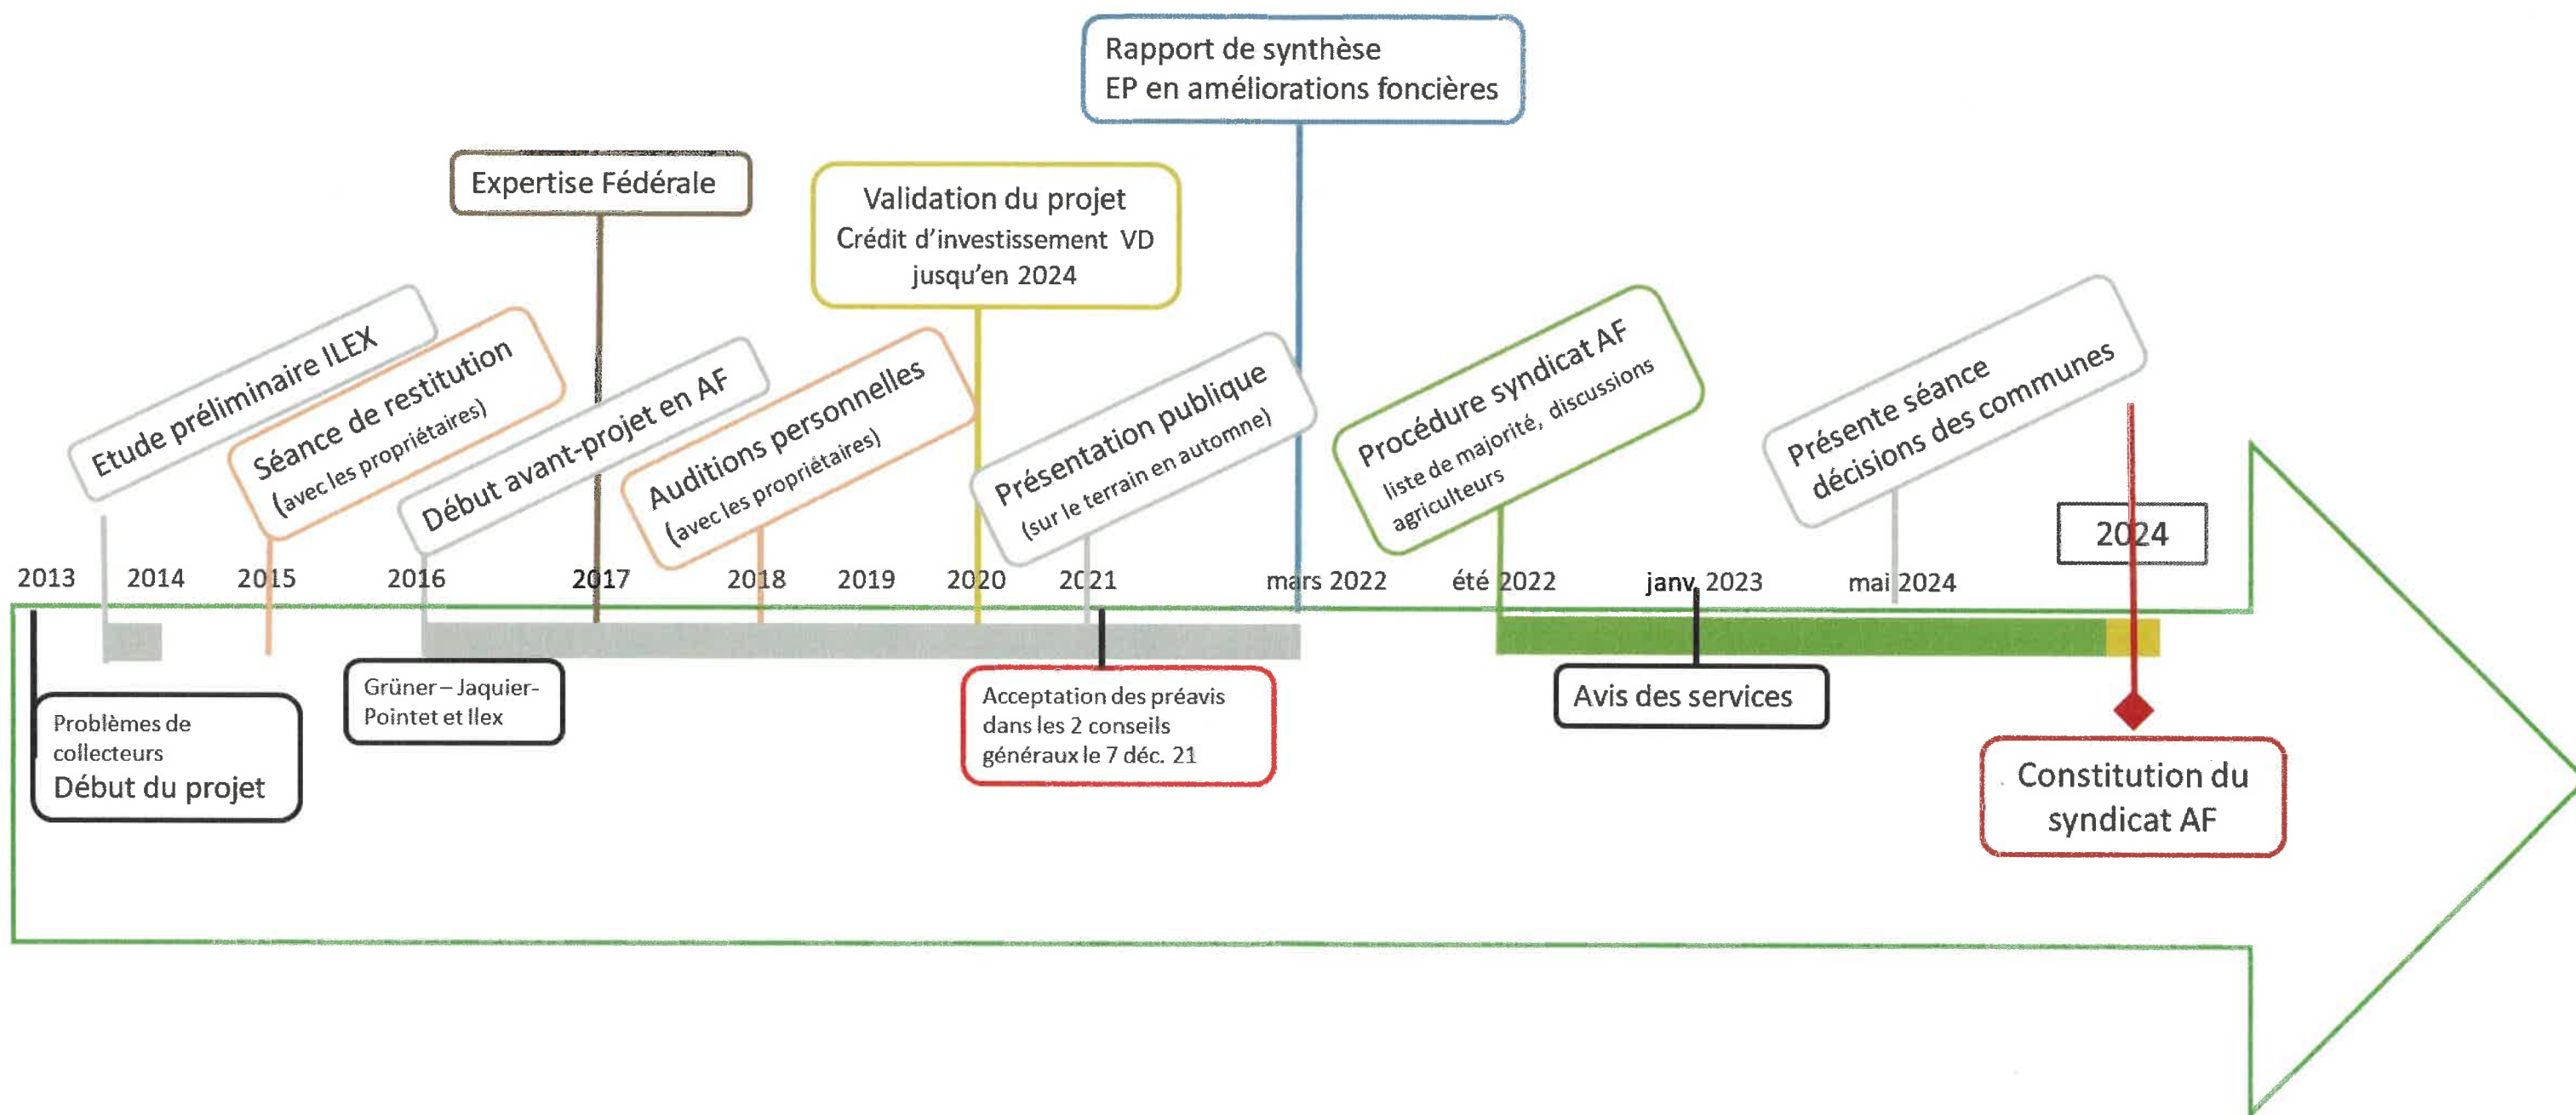 Rapport de synthèse
EP en améliorations foncières
Expertise Fédérale
Validation du projet
Crédit d'investissement VD
jusqu'en 2024
Etude préliminaire ILEX
Séance de restitution
(avec les propriétaires)
Début avant-projet en AF
Auditions personnelles
(avec les propriétaires)
Présentation publique
(sur le terrain en automne)
Procédure syndicat AF
liste de majorité, discussions
agriculteurs
Présente séance
décisions des communes
2024
2013 2014 2015 2016 2017 2018 2019 2020 2021 mars 2022 été 2022 janv. 2023 mai 2024
Problèmes de
collecteurs
Début du projet
Grüner – Jaquier-
Pointet et Ilex
Acceptation des préavis
dans les 2 conseils
généraux le 7 déc. 21
Avis des services
Constitution du
syndicat AF